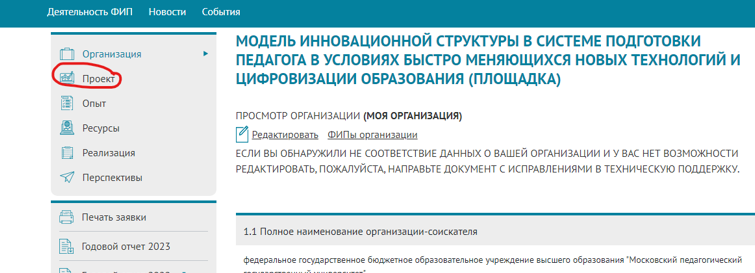 Деятельность ФИП Новости События
Организация
Проект
Опыт
Ресурсы
Реализация
Перспективы
Печать заявки
Годовой отчет 2023
МОДЕЛЬ ИННОВАЦИОННОЙ СТРУКТУРЫ В СИСТЕМЕ ПОДГОТОВКИ
ПЕДАГОГА В УСЛОВИЯХ БЫСТРО МЕНЯЮЩИХСЯ НОВЫХ ТЕХНОЛОГИЙ И
ЦИФРОВИЗАЦИИ ОБРАЗОВАНИЯ (ПЛОЩАДКА)
ПРОСМОТР ОРГАНИЗАЦИИ (МОЯ ОРГАНИЗАЦИЯ)
Редактировать ФИПы организации
ЕСЛИ ВЫ ОБНАРУЖИЛИ НЕ СООТВЕТСТВИЕ ДАННЫХ О ВАШЕЙ ОРГАНИЗАЦИИ И У ВАС НЕТ ВОЗМОЖНОСТИ
РЕДАКТИРОВАТЬ, ПОЖАЛУЙСТА, НАПРАВЬТЕ ДОКУМЕНТ С ИСПРАВЛЕНИЯМИ В ТЕХНИЧЕСКУЮ ПОДДЕРЖКУ.
1.1 Полное наименование организации-соискателя
федеральное государственное бюджетное образовательное учреждение высшего образования "Московский педагогический